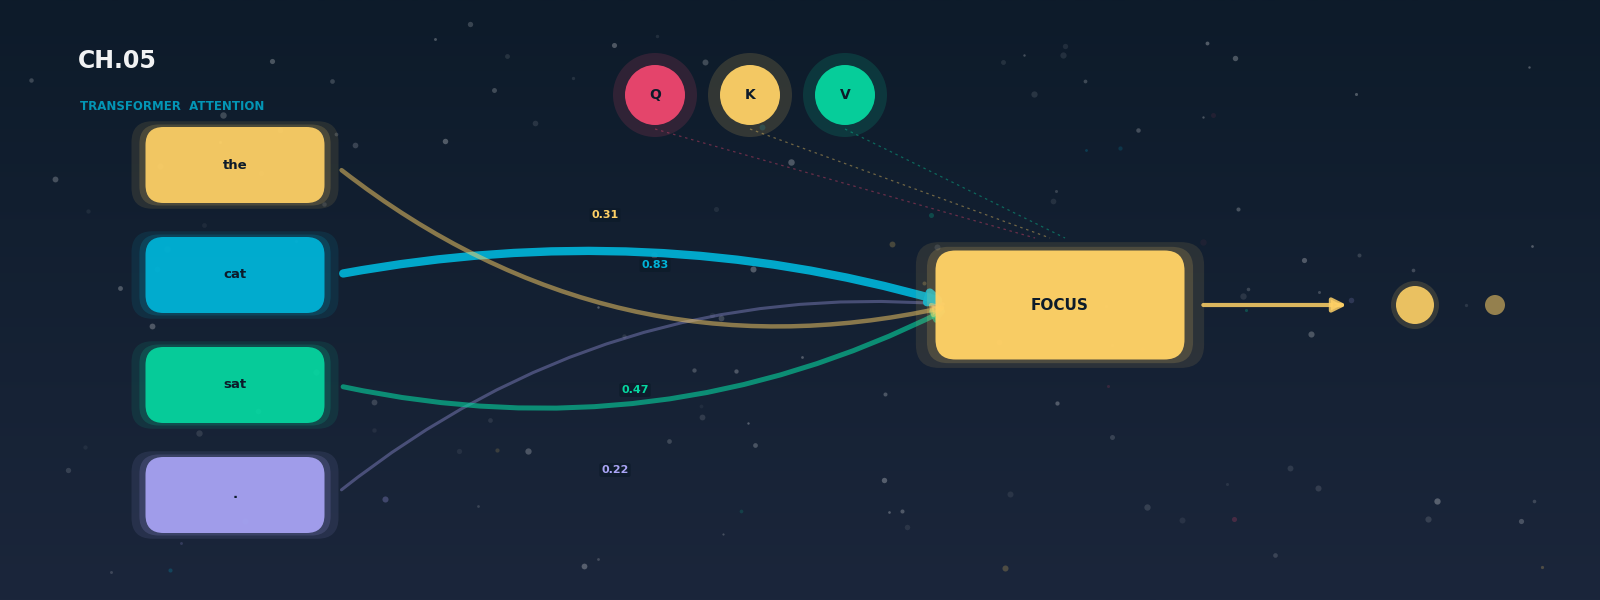 CH.05
TRANSFORMER ATTENTION
Q
K
V
the
cat
sat
.
0.31
0.83
0.47
0.22
FOCUS